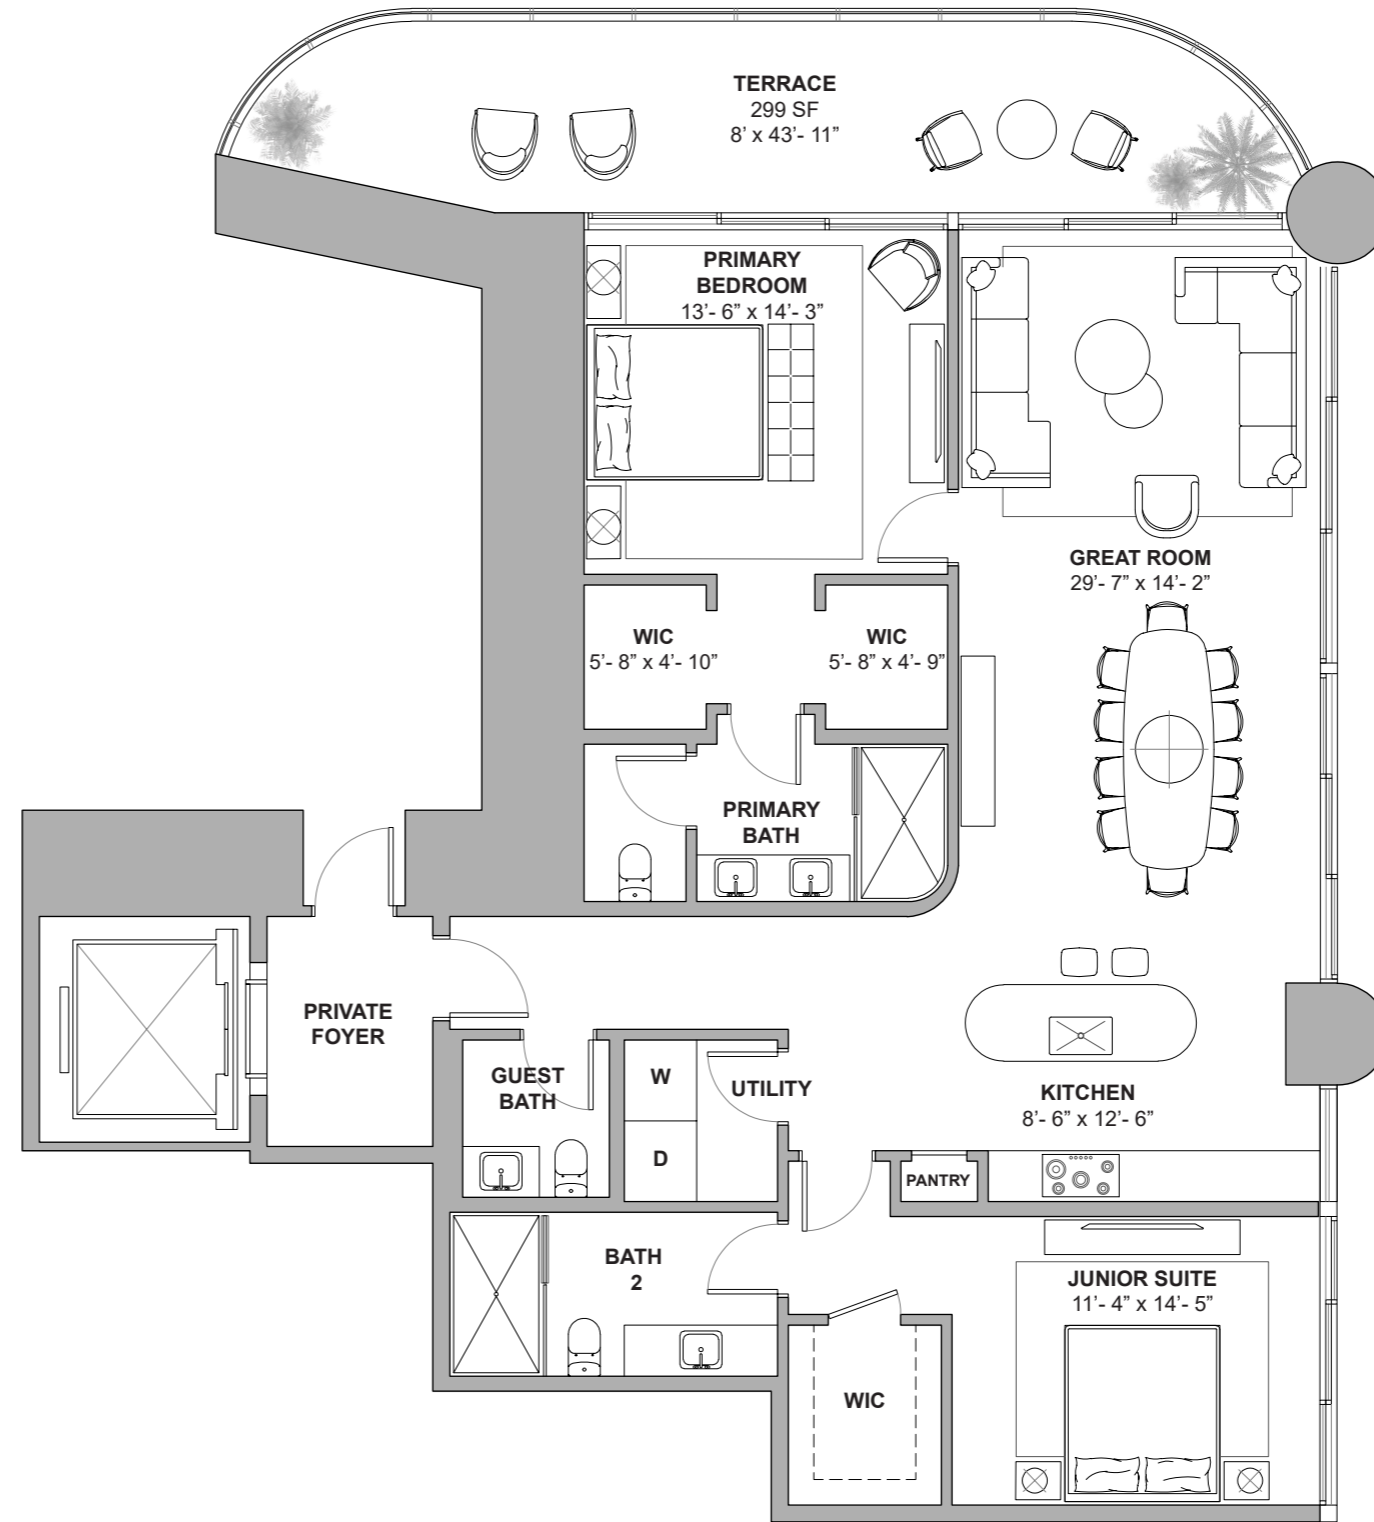 TERRACE
299 SF
8’ x 43’- 11”
PRIMARY
BEDROOM
13’- 6” x 14’- 3”
GREAT ROOM
29’- 7” x 14’- 2”
WIC
5’- 8” x 4’- 10”
WIC
5’- 8” x 4’- 9”
PRIMARY
BATH
PRIVATE
FOYER
GUEST
BATH
W
D
UTILITY
KITCHEN
8’- 6” x 12’- 6”
PANTRY
BATH
2
JUNIOR SUITE
11’- 4” x 14’- 5”
WIC